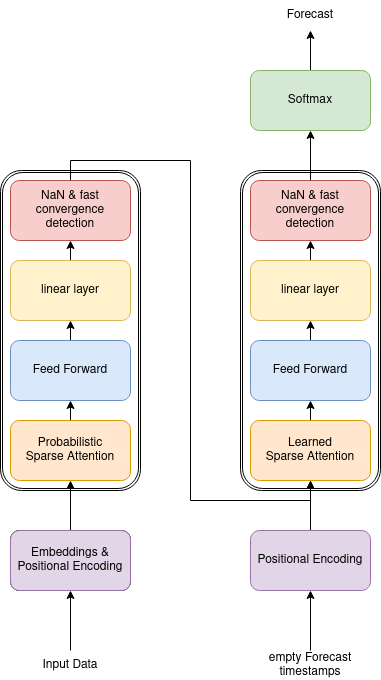 Forecast
Softmax
NaN & fast
convergence
detection
linear layer
Feed Forward
Probabilistic
Sparse Attention
Embeddings &
Positional Encoding
Input Data
NaN & fast
convergence
detection
linear layer
Feed Forward
Learned
Sparse Attention
Positional Encoding
empty Forecast
timestamps